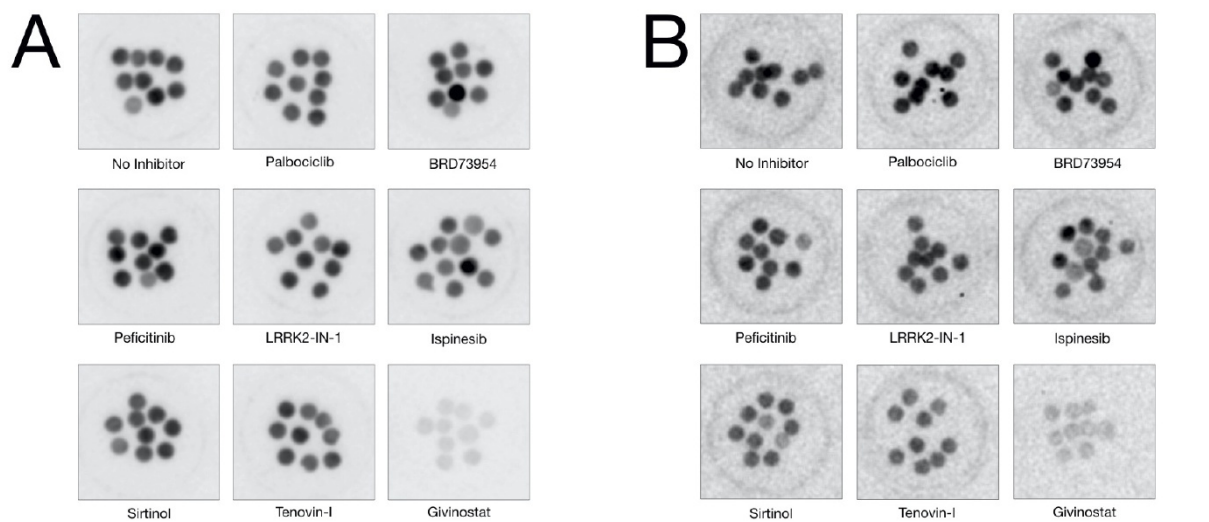 A
B
No Inhibitor
Palbociclib
BRD73954
No Inhibitor
Palbociclib
BRD73954
Peficitinib
LRRK2-IN-1
Ispinesib
Peficitinib
LRRK2-IN-1
Ispinesib
Sirtinol
Tenovin-I
Givinostat
Sirtinol
Tenovin-I
Givinostat